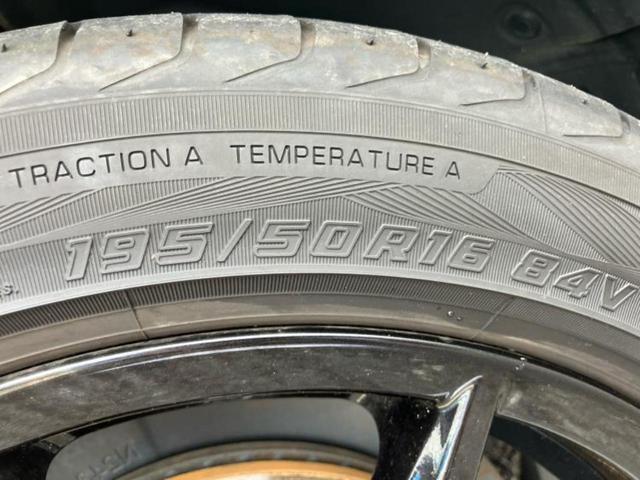 TRACTION A TEMPERATURE A
195/50R16 84V
S.